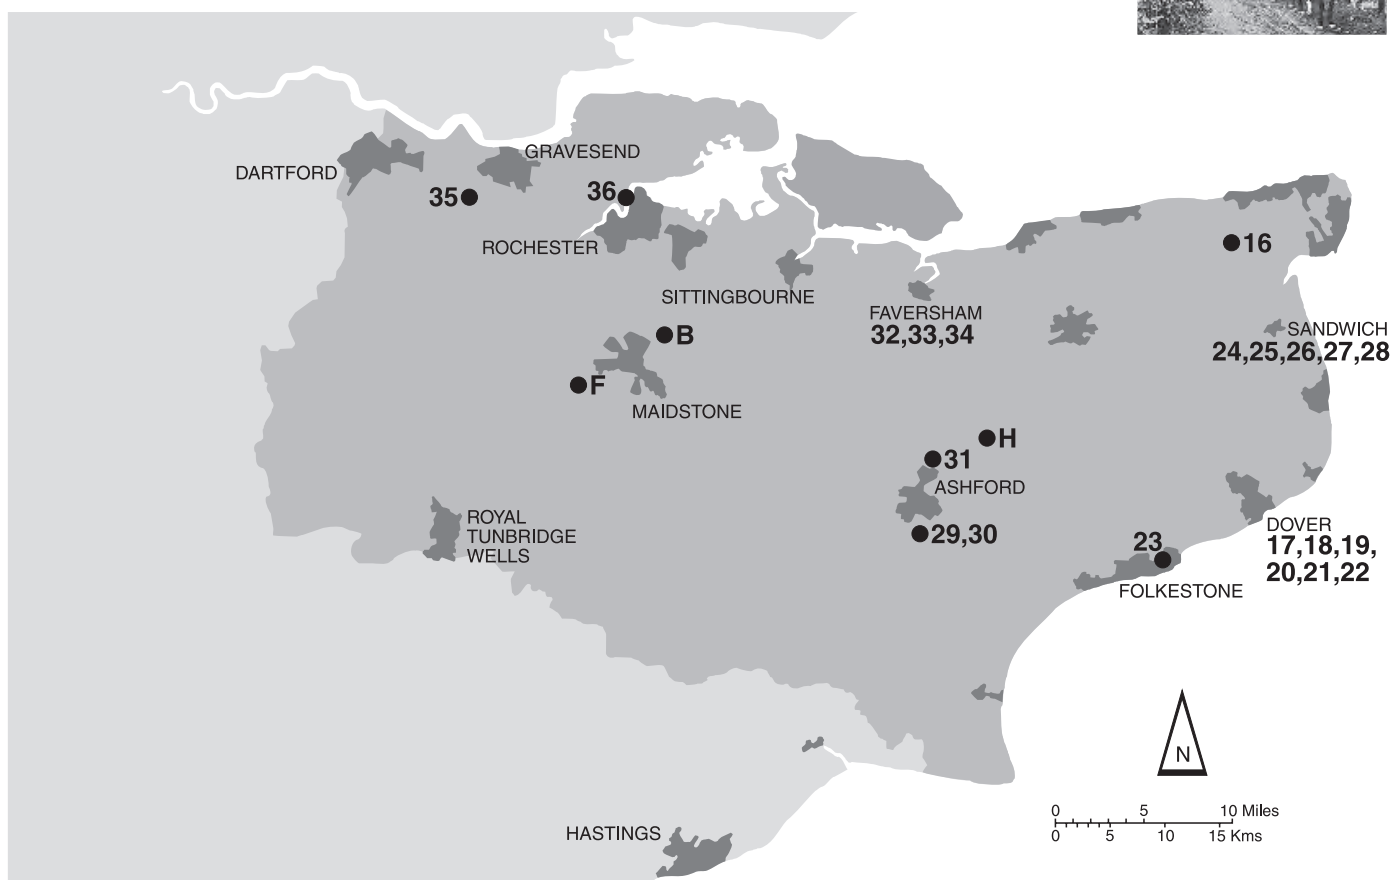 GRAVESEND
DARTFORD
35
36
ROCHESTER
16
SITTINGBOURNE
FAVERSHAM
32,33,34
SANDWICH
24,25,26,27,28
B
F
MAIDSTONE
H
31
ASHFORD
29,30
ROYAL
TUNBRIDGE
WELLS
DOVER
17,18,19,
20,21,22
23
FOLKESTONE
N
0 5 10 Miles
0 5 10 15 Kms
HASTINGS